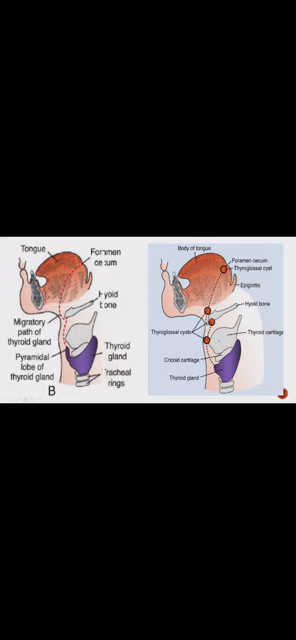 Tongue
Foramen
cecum
Hyoid
bone
Migratory
path of
thyroid gland
Pyramidal
lobe of
thyroid gland
Thyroid
gland
Tracheal
rings
B
Body of tongue
Foramen cecum
Thyroglossal cyst
Epiglottis
Hyoid bone
Thyroglossal cysts
Thyroid cartilage
Cricoid cartilage
Thyroid gland